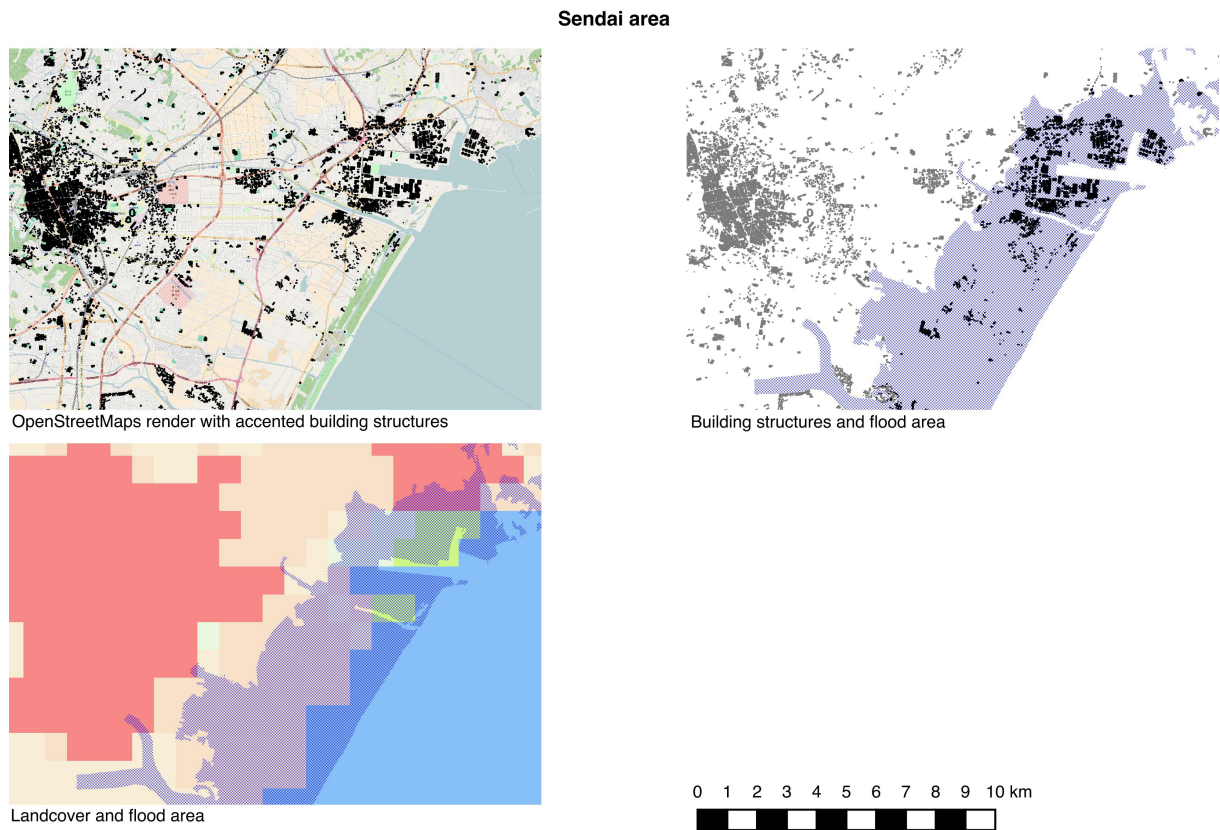 Sendai area
OpenStreetMaps render with accented building structures
Building structures and flood area
Landcover and flood area
0 1 2 3 4 5 6 7 8 9 10 km